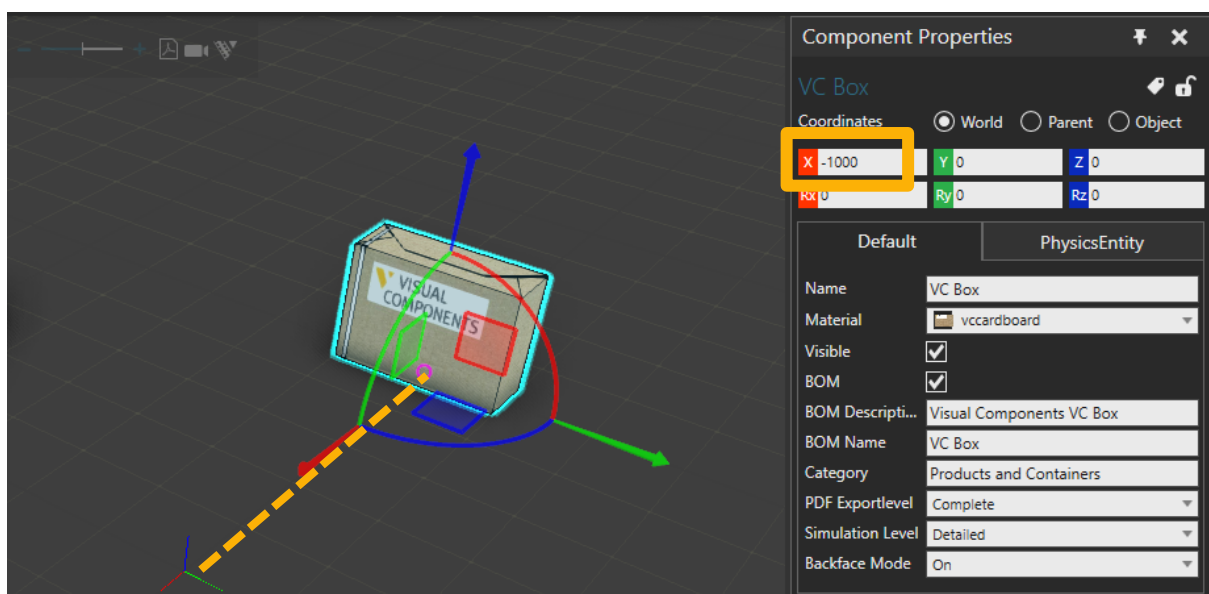 Component Properties
VC Box
Coordinates World Parent Object
X -1000 Y 0 Z 0
Rx 0 Ry 0 Rz 0
Default PhysicsEntity
Name VC Box
Material vccardboard
Visible
BOM
BOM Descripti... Visual Components VC Box
BOM Name VC Box
Category Products and Containers
PDF Exportlevel Complete
Simulation Level Detailed
Backface Mode On
VISUAL
COMPONENTS